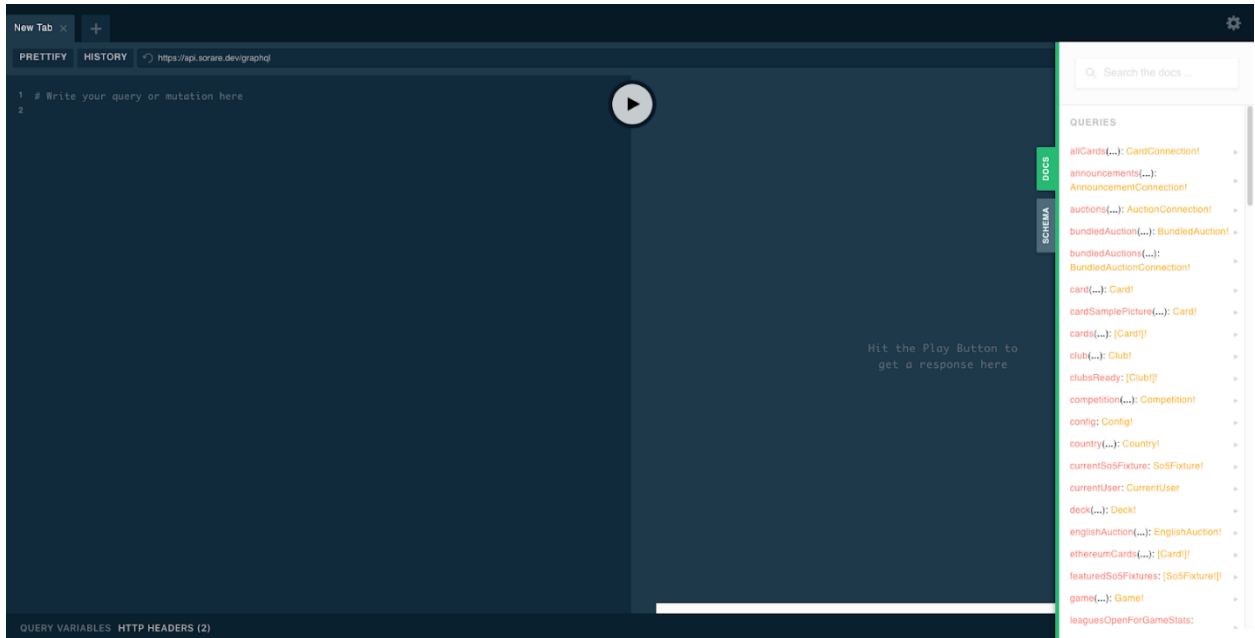 New Tab ×
+
PRETTIFY HISTORY https://api.sorare.dev/graphql
1 # Write your query or mutation here
2
Hit the Play Button to
get a response here
DOCS
SCHEMA
Search the docs ...
QUERIES
allCards(...): CardConnection!
announcements(...):
AnnouncementConnection!
auctions(...): AuctionConnection!
bundledAuction(...): BundledAuction!
bundledAuctions(...):
BundledAuctionConnection!
card(...): Card!
cardSamplePicture(...): Card!
cards(...): [Card!]!
club(...): Club!
clubsReady: [Club!]!
competition(...): Competition!
config: Config!
country(...): Country!
currentSo5Fixture: So5Fixture!
currentUser: CurrentUser
deck(...): Deck!
englishAuction(...): EnglishAuction!
ethereumCards(...): [Card!]!
featuredSo5Fixtures: [So5Fixture!]!
game(...): Game!
leaguesOpenForGameStats:
QUERY VARIABLES HTTP HEADERS (2)